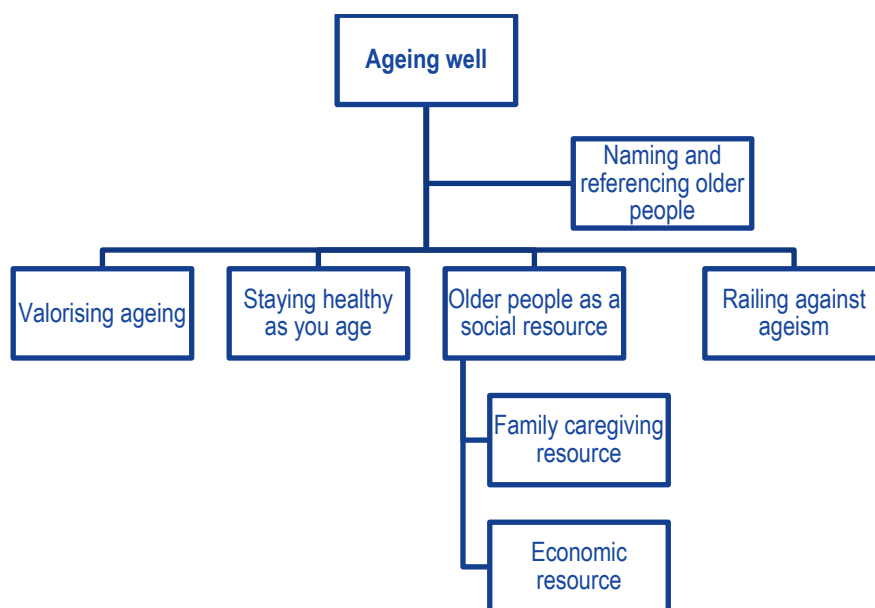 Ageing well
Naming and
referencing older
people
Valorising ageing
Staying healthy
as you age
Older people as a
social resource
Railing against
ageism
Family caregiving
resource
Economic
resource